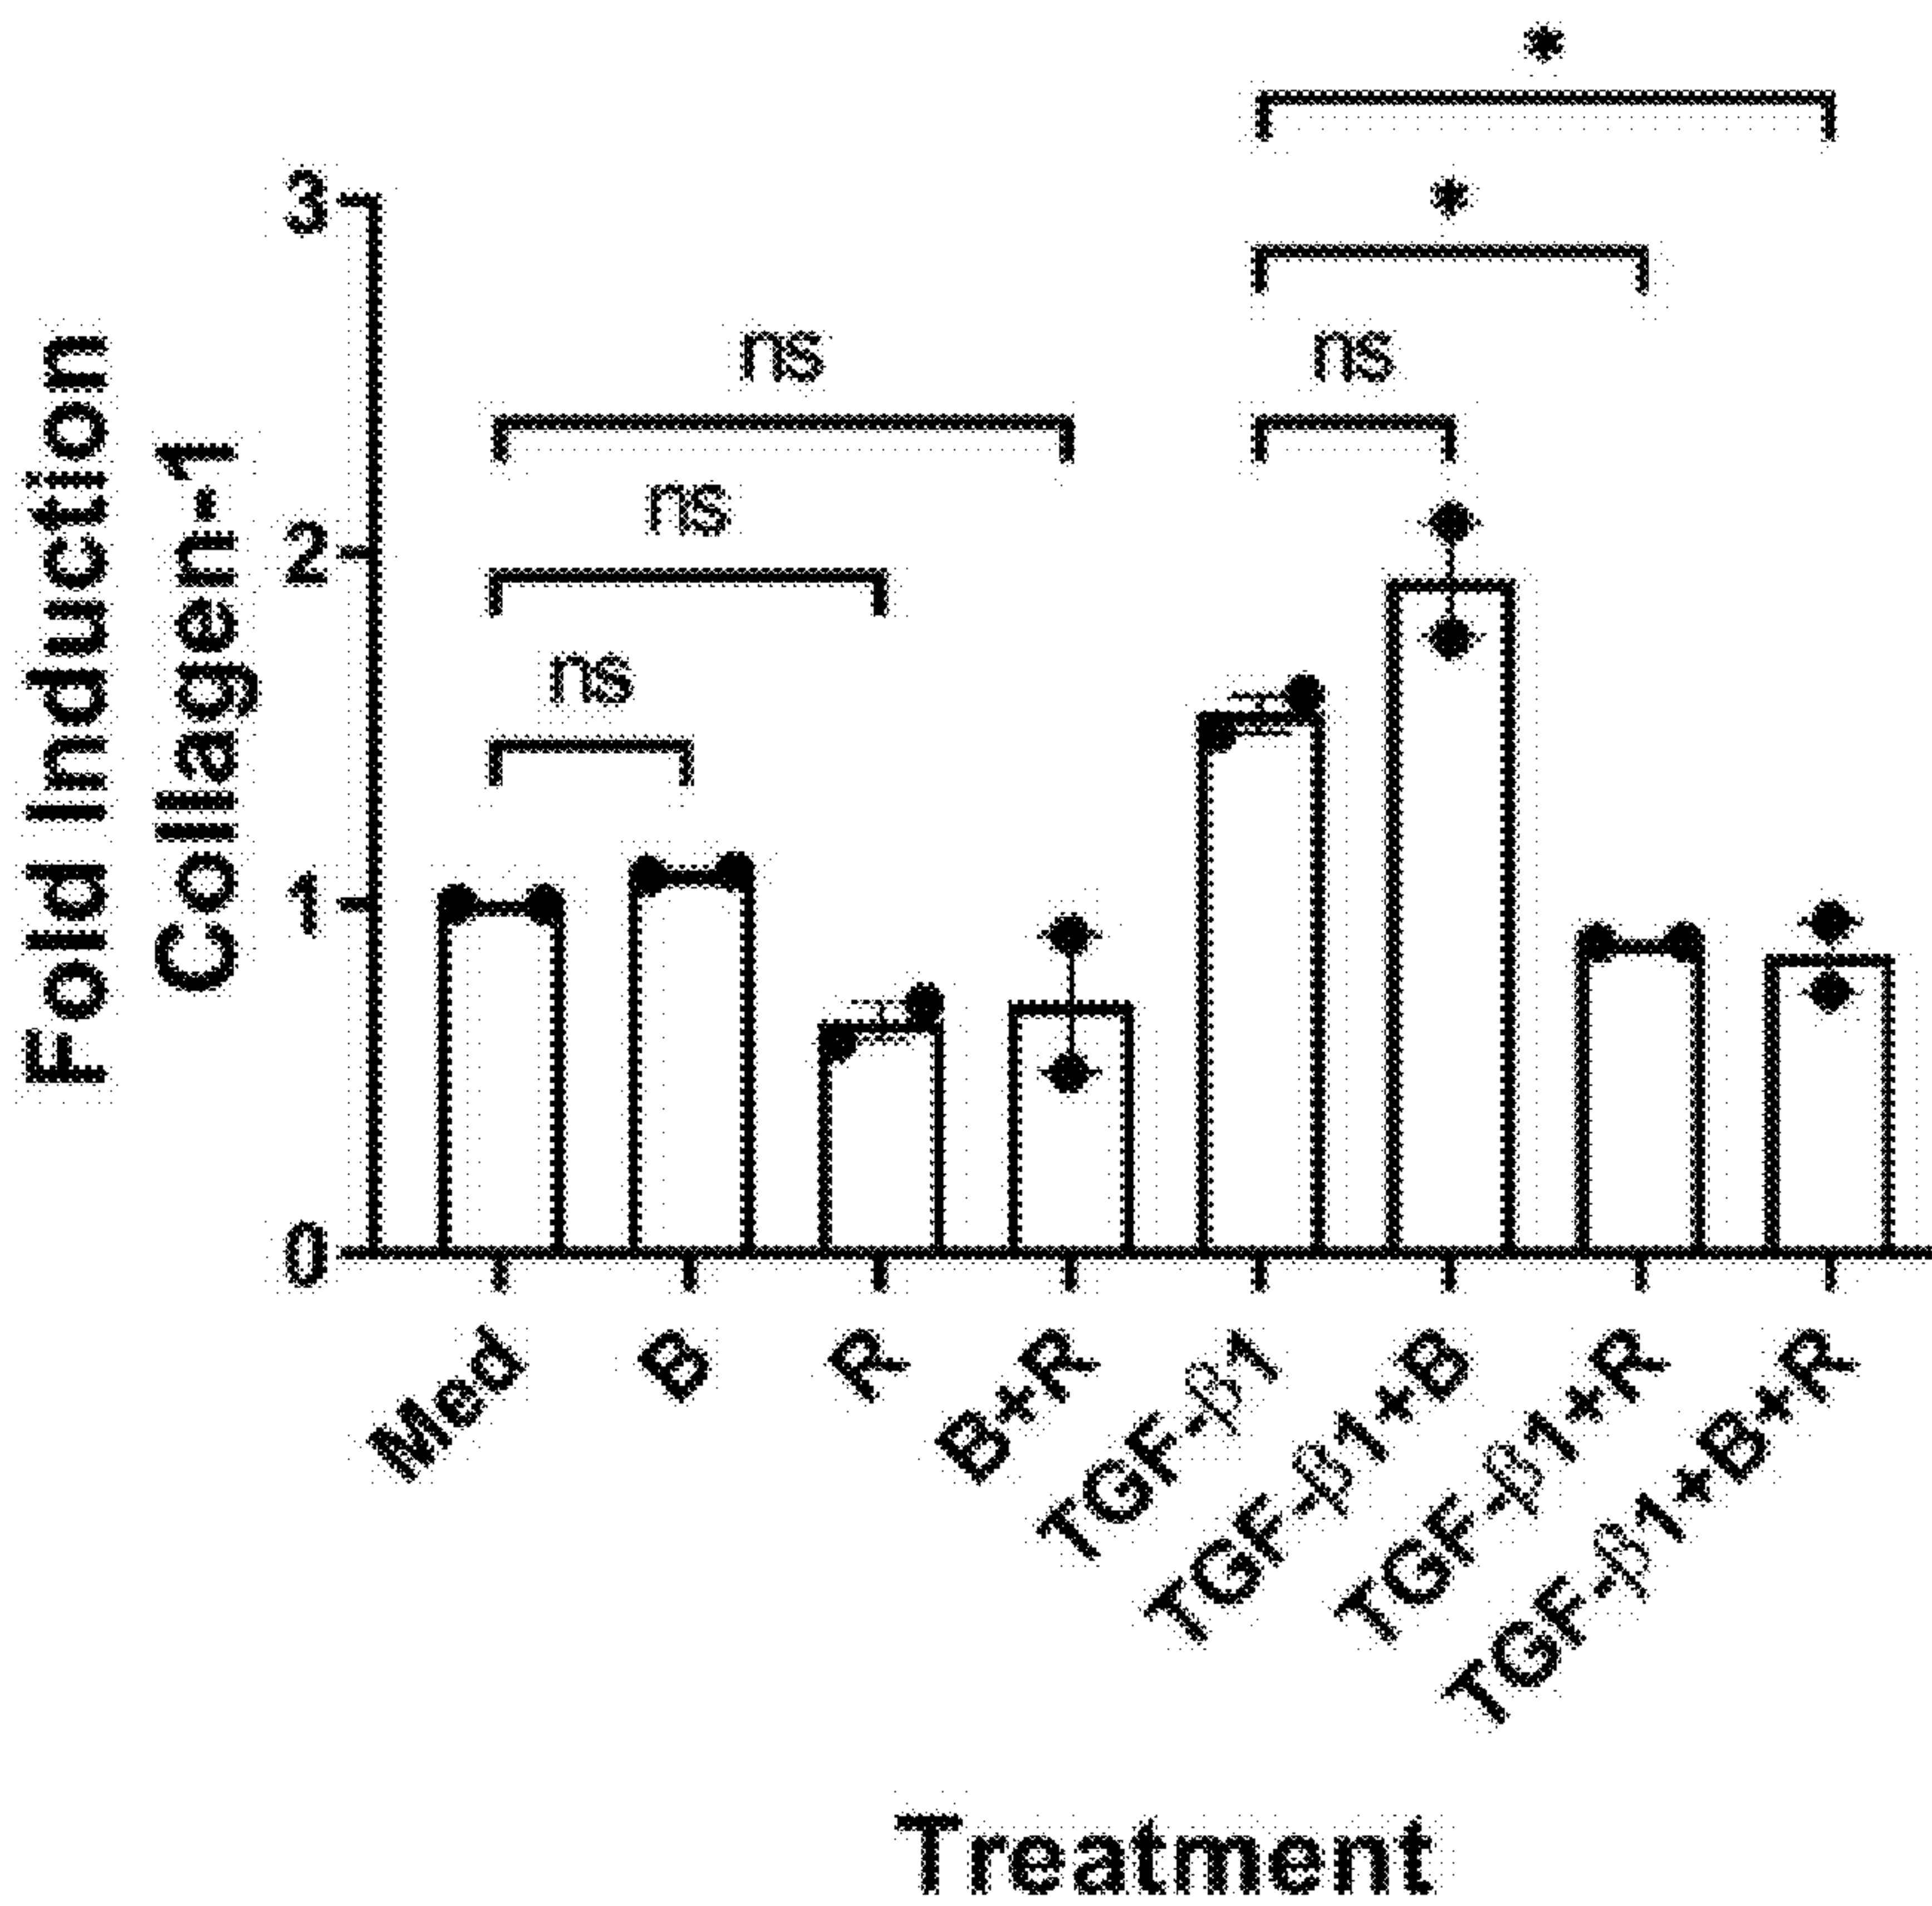 Fold Induction
Collagen-1
*
*
ns
ns
ns
ns
3
2
1
0
Med
B
R
B+R
TGF-β1
TGF-β1+B
TGF-β1+R
TGF-β1+B+R
Treatment